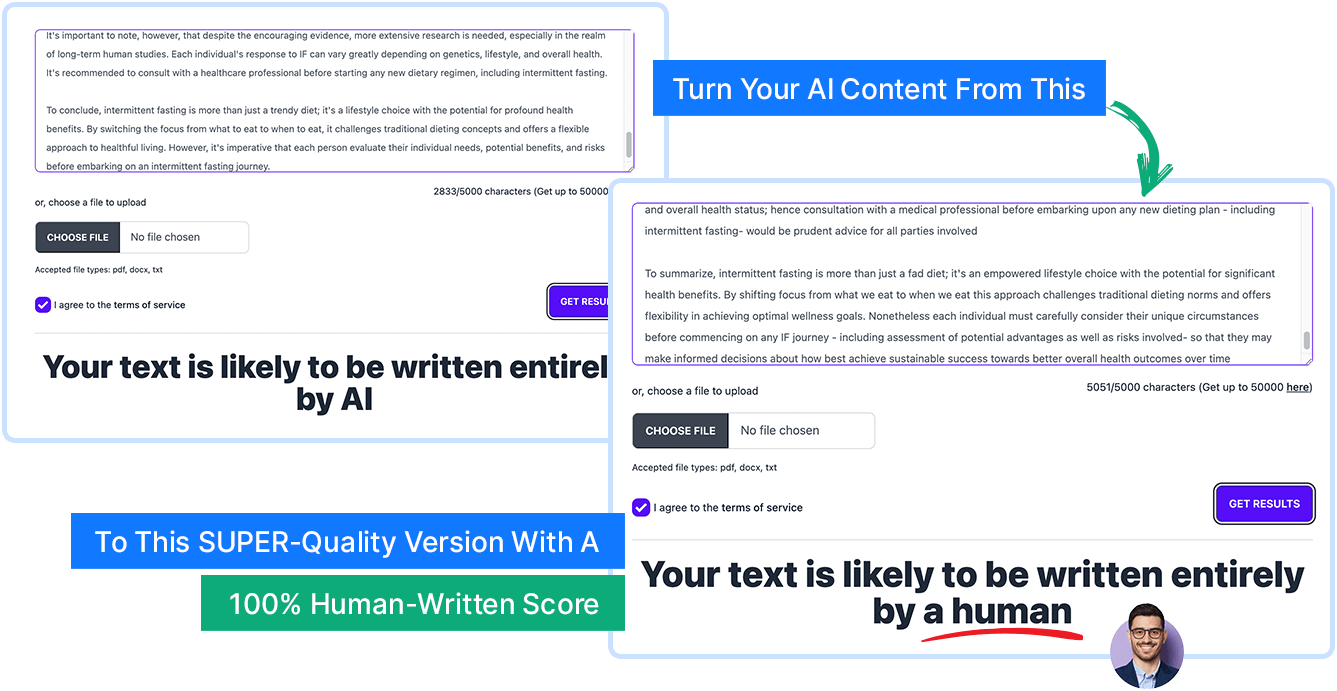 It's important to note, however, that despite the encouraging evidence, more extensive research is needed, especially in the realm
of long-term human studies. Each individual's response to IF can vary greatly depending on genetics, lifestyle, and overall health.
It's recommended to consult with a healthcare professional before starting any new dietary regimen, including intermittent fasting.
To conclude, intermittent fasting is more than just a trendy diet; it's a lifestyle choice with the potential for profound health
benefits. By switching the focus from what to eat to when to eat, it challenges traditional dieting concepts and offers a flexible
approach to healthful living. However, it's imperative that each person evaluate their individual needs, potential benefits, and risks
before embarking on an intermittent fasting journey.
2833/5000 characters (Get up to 50000
or, choose a file to upload
CHOOSE FILE No file chosen
Accepted file types: pdf, docx, txt
I agree to the terms of service
GET RESU
Your text is likely to be written entirel
by AI
Turn Your AI Content From This
and overall health status; hence consultation with a medical professional before embarking upon any new dieting plan - including
intermittent fasting- would be prudent advice for all parties involved
To summarize, intermittent fasting is more than just a fad diet; it's an empowered lifestyle choice with the potential for significant
health benefits. By shifting focus from what we eat to when we eat this approach challenges traditional dieting norms and offers
flexibility in achieving optimal wellness goals. Nonetheless each individual must carefully consider their unique circumstances
before commencing on any IF journey - including assessment of potential advantages as well as risks involved- so that they may
make informed decisions about how best achieve sustainable success towards better overall health outcomes over time
5051/5000 characters (Get up to 50000 here)
or, choose a file to upload
CHOOSE FILE No file chosen
Accepted file types: pdf, docx, txt
I agree to the terms of service
GET RESULTS
Your text is likely to be written entirely
by a human
To This SUPER-Quality Version With A
100% Human-Written Score